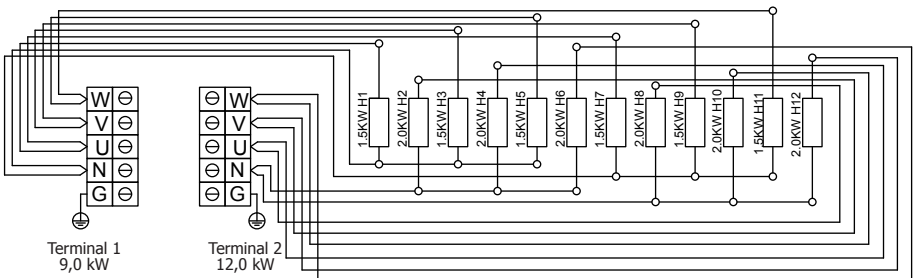 1.5KW H1
2.0KW H2
1.5KW H3
2.0KW H4
1.5KW H5
2.0KW H6
1.5KW H7
2.0KW H8
1.5KW H9
2.0KW H10
1.5KW H11
2.0KW H12
W
V
U
N
G
W
V
U
N
G
Terminal 1
9,0 kW
Terminal 2
12,0 kW